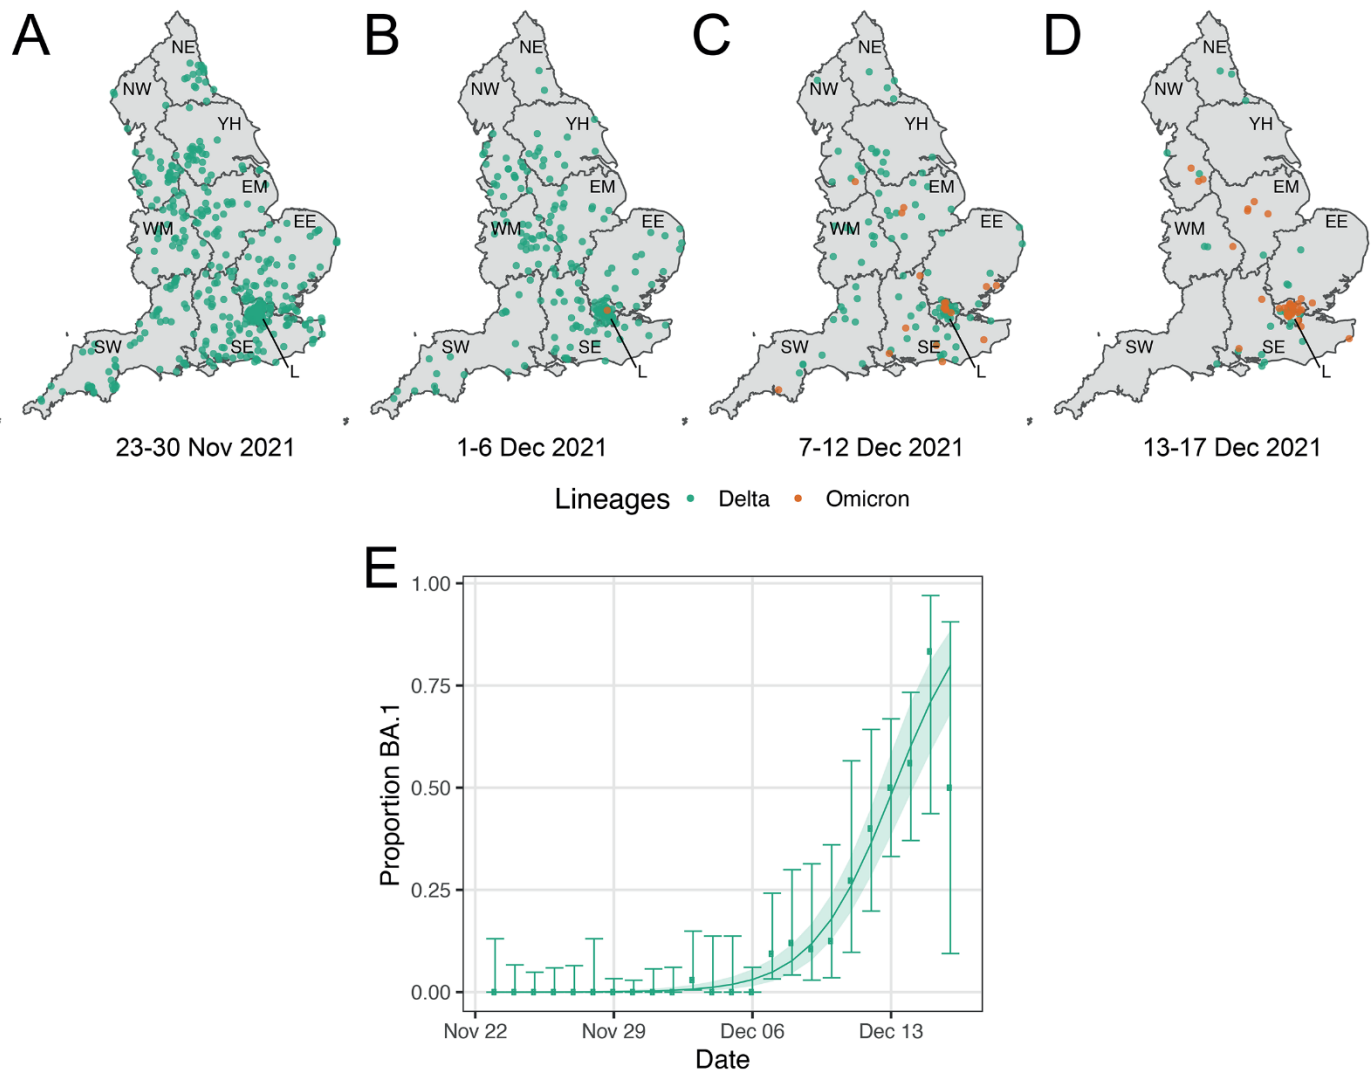 A
NE
NW
YH
EM
WM
EE
SW
SE
L
23-30 Nov 2021
B
NE
NW
YH
EM
WM
EE
SW
SE
L
1-6 Dec 2021
C
NE
NW
YH
EM
WM
EE
SW
SE
L
7-12 Dec 2021
D
NE
NW
YH
EM
WM
EE
SW
SE
L
13-17 Dec 2021
Lineages Delta Omicron
E
Proportion BA.1
1.00
0.75
0.50
0.25
0.00
Nov 22 Nov 29 Dec 06 Dec 13
Date